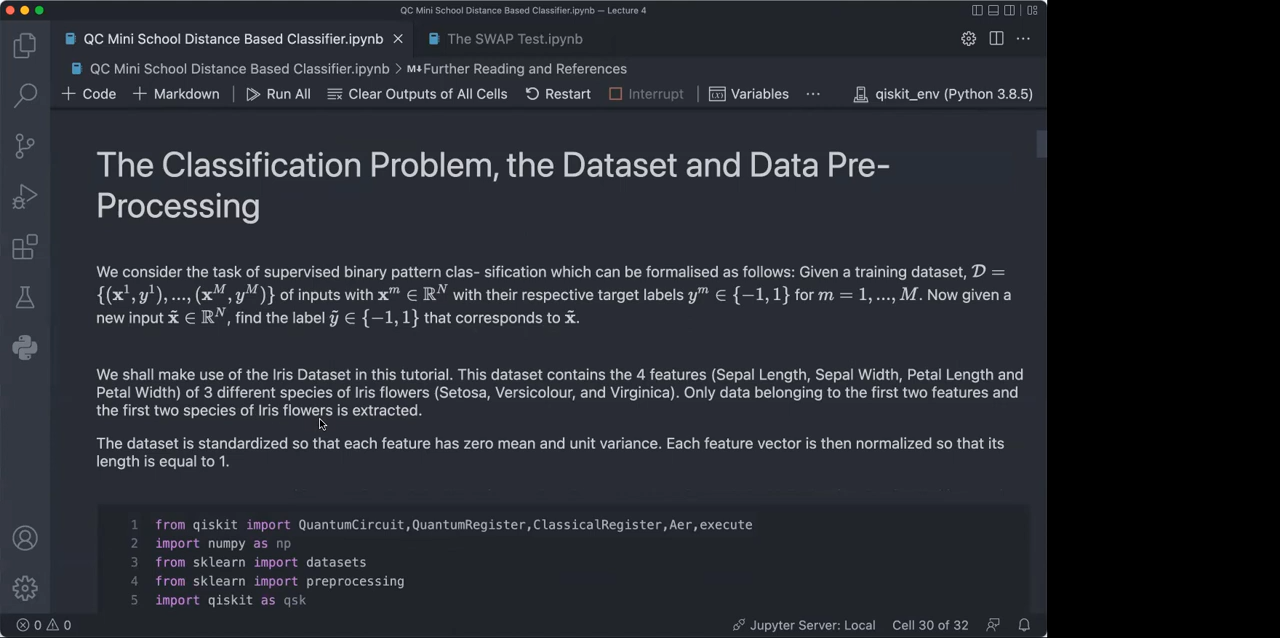 QC Mini School Distance Based Classifier.ipynb — Lecture 4
QC Mini School Distance Based Classifier.ipynb The SWAP Test.ipynb
QC Mini School Distance Based Classifier.ipynb > M↓Further Reading and References
+ Code + Markdown Run All Clear Outputs of All Cells Restart Interrupt Variables ... qiskit_env (Python 3.8.5)
The Classification Problem, the Dataset and Data Pre-
Processing
We consider the task of supervised binary pattern clas- sification which can be formalised as follows: Given a training dataset, 𝒟 =
{(𝐱¹, y¹), ..., (𝐱ᴹ, yᴹ)} of inputs with 𝐱ᵐ ∈ ℝᴺ with their respective target labels yᵐ ∈ {−1, 1} for m = 1, ..., M. Now given a
new input 𝐱̃ ∈ ℝᴺ, find the label ỹ ∈ {−1, 1} that corresponds to 𝐱̃.
We shall make use of the Iris Dataset in this tutorial. This dataset contains the 4 features (Sepal Length, Sepal Width, Petal Length and
Petal Width) of 3 different species of Iris flowers (Setosa, Versicolour, and Virginica). Only data belonging to the first two features and
the first two species of Iris flowers is extracted.
The dataset is standardized so that each feature has zero mean and unit variance. Each feature vector is then normalized so that its
length is equal to 1.
1 from qiskit import QuantumCircuit,QuantumRegister,ClassicalRegister,Aer,execute
2 import numpy as np
3 from sklearn import datasets
4 from sklearn import preprocessing
5 import qiskit as qsk
0 0 Jupyter Server: Local Cell 30 of 32